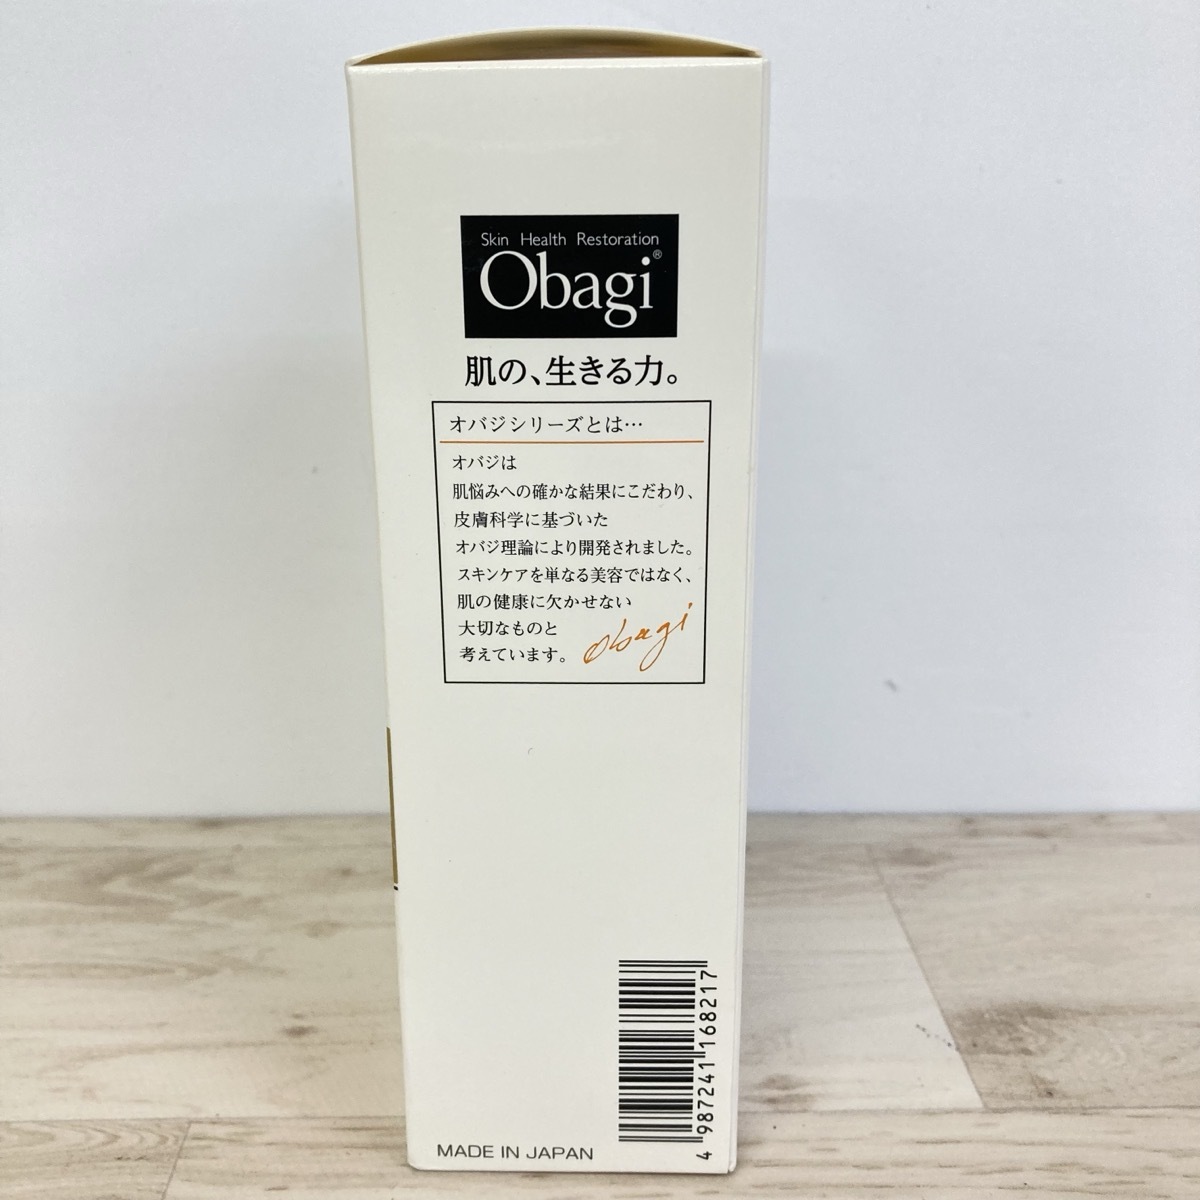 Skin Health Restoration
Obagi®
肌の、生きる力。
オバジシリーズとは…
オバジは
肌悩みへの確かな結果にこだわり、
皮膚科学に基づいた
オバジ理論により開発されました。
スキンケアを単なる美容ではなく、
肌の健康に欠かせない
大切なものと
考えています。
Obagi
4 987241 168217
MADE IN JAPAN